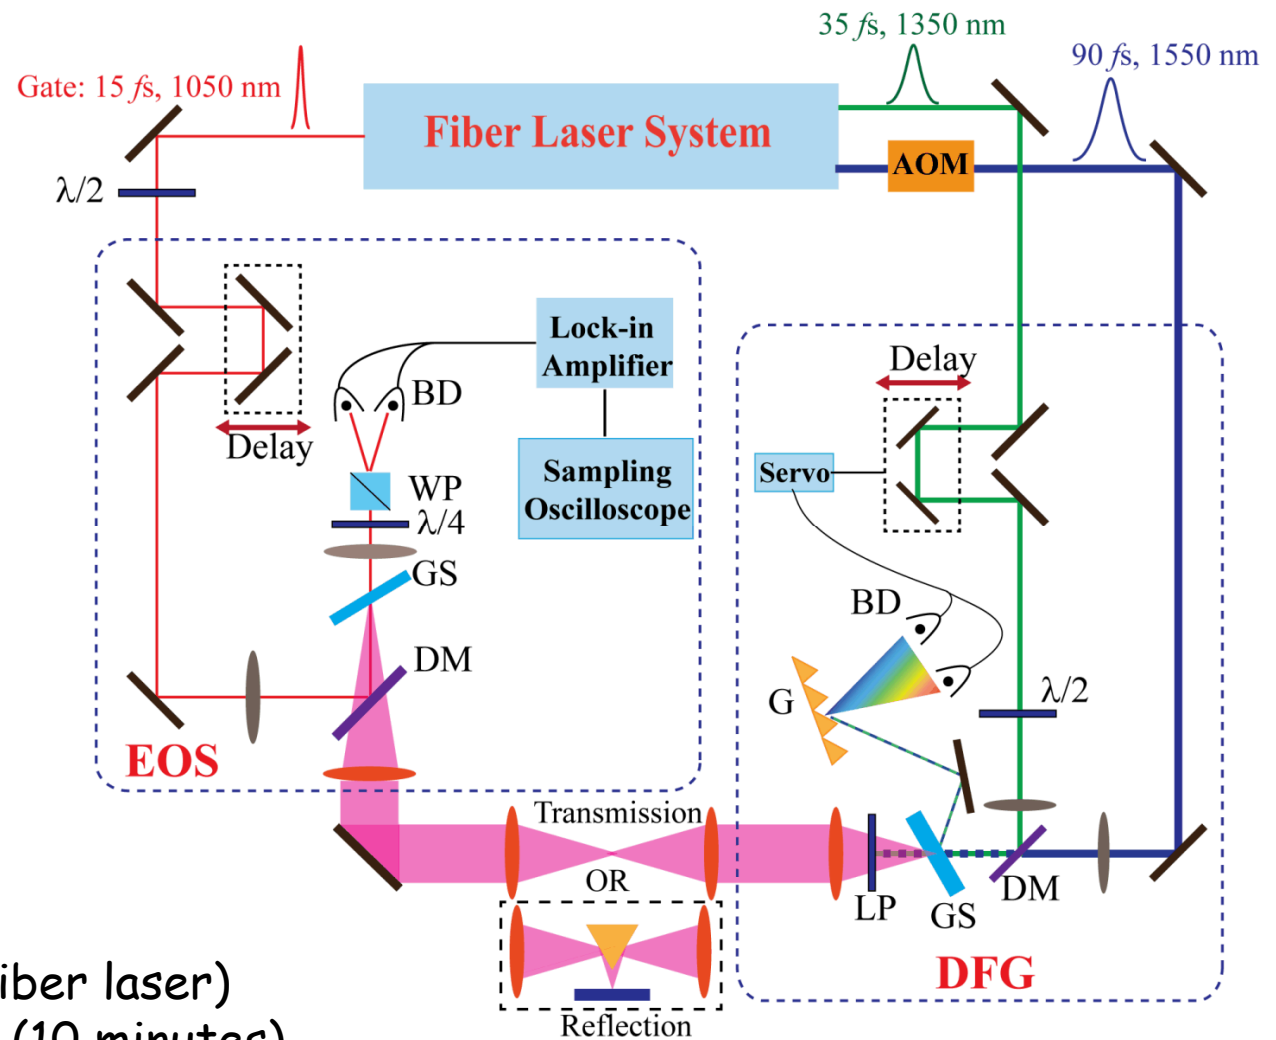 35 fs, 1350 nm
90 fs, 1550 nm
Gate: 15 fs, 1050 nm
Fiber Laser System
AOM
λ/2
Delay
Lock-in
Amplifier
BD
Sampling
Oscilloscope
WP
λ/4
GS
DM
EOS
Delay
Servo
BD
G
λ/2
DM
GS
LP
DFG
Transmission
OR
Reflection
iber laser)
(10 minutes)